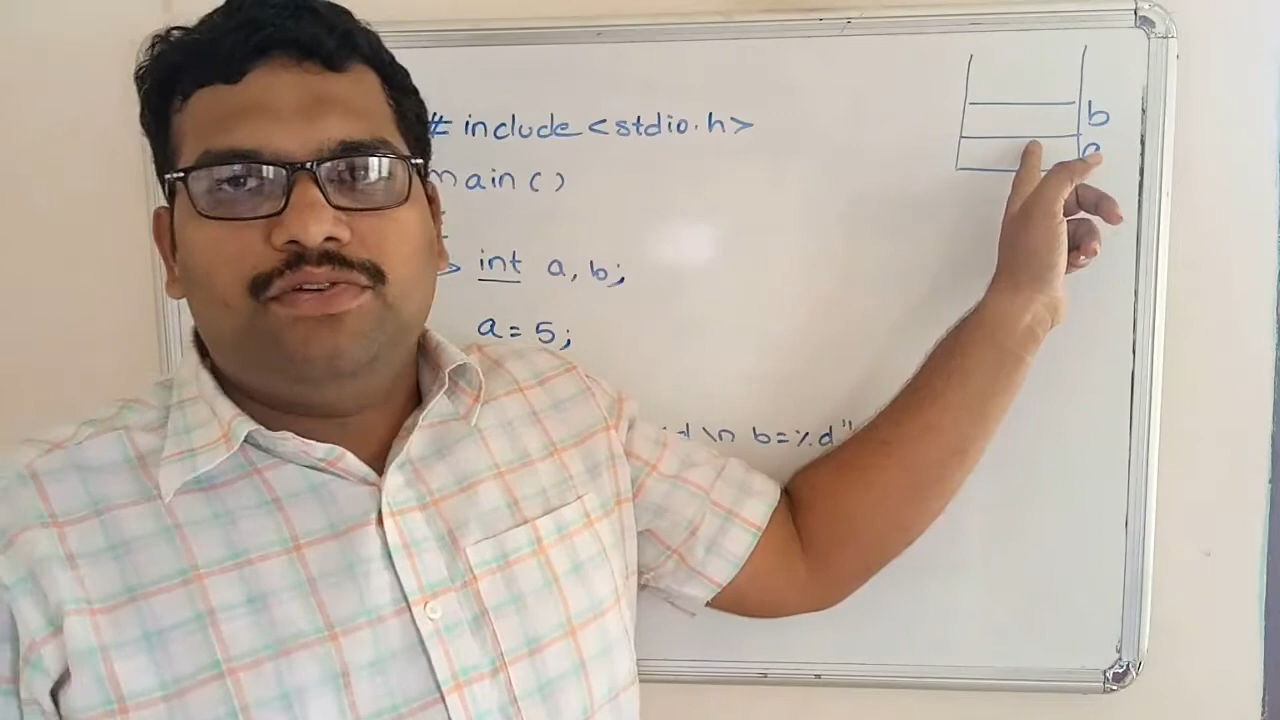 # include <stdio.h>
main ( )
int a, b;
a = 5;
\n b = %d"
b
a